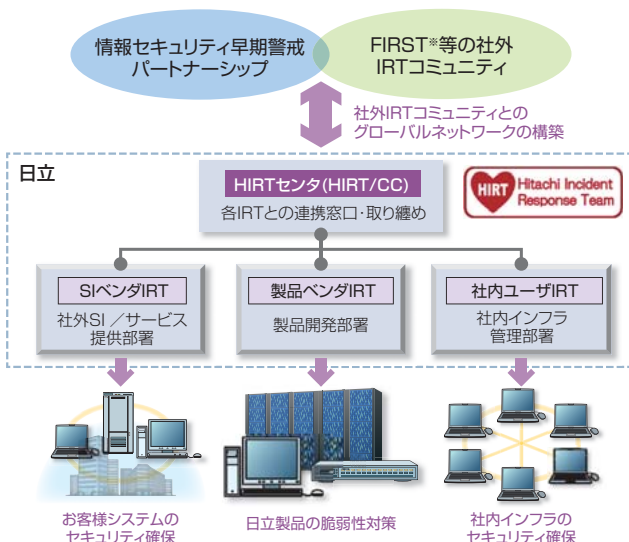 情報セキュリティ早期警戒
パートナーシップ
FIRST※等の社外
IRTコミュニティ
社外IRTコミュニティとの
グローバルネットワークの構築
日立
HIRTセンタ(HIRT/CC)
各IRTとの連携窓口・取り纏め
HIRT
Hitachi Incident
Response Team
SIベンダIRT
社外SI ／サービス
提供部署
製品ベンダIRT
製品開発部署
社内ユーザIRT
社内インフラ
管理部署
お客様システムの
セキュリティ確保
日立製品の脆弱性対策
社内インフラの
セキュリティ確保